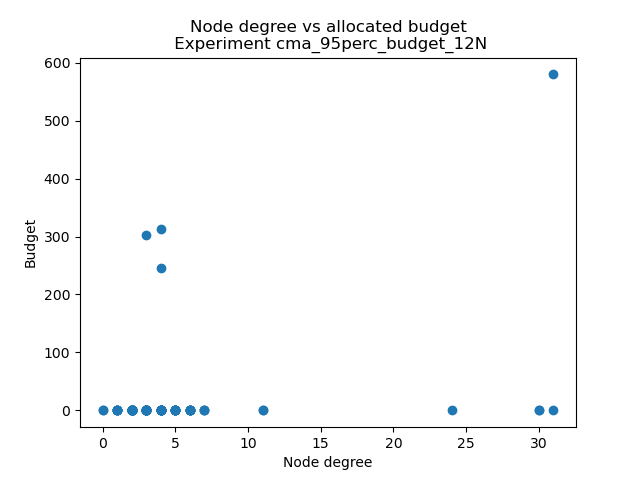 Node degree vs allocated budget
Experiment cma_95perc_budget_12N
600
500
400
300
200
100
0
Budget
0 5 10 15 20 25 30
Node degree